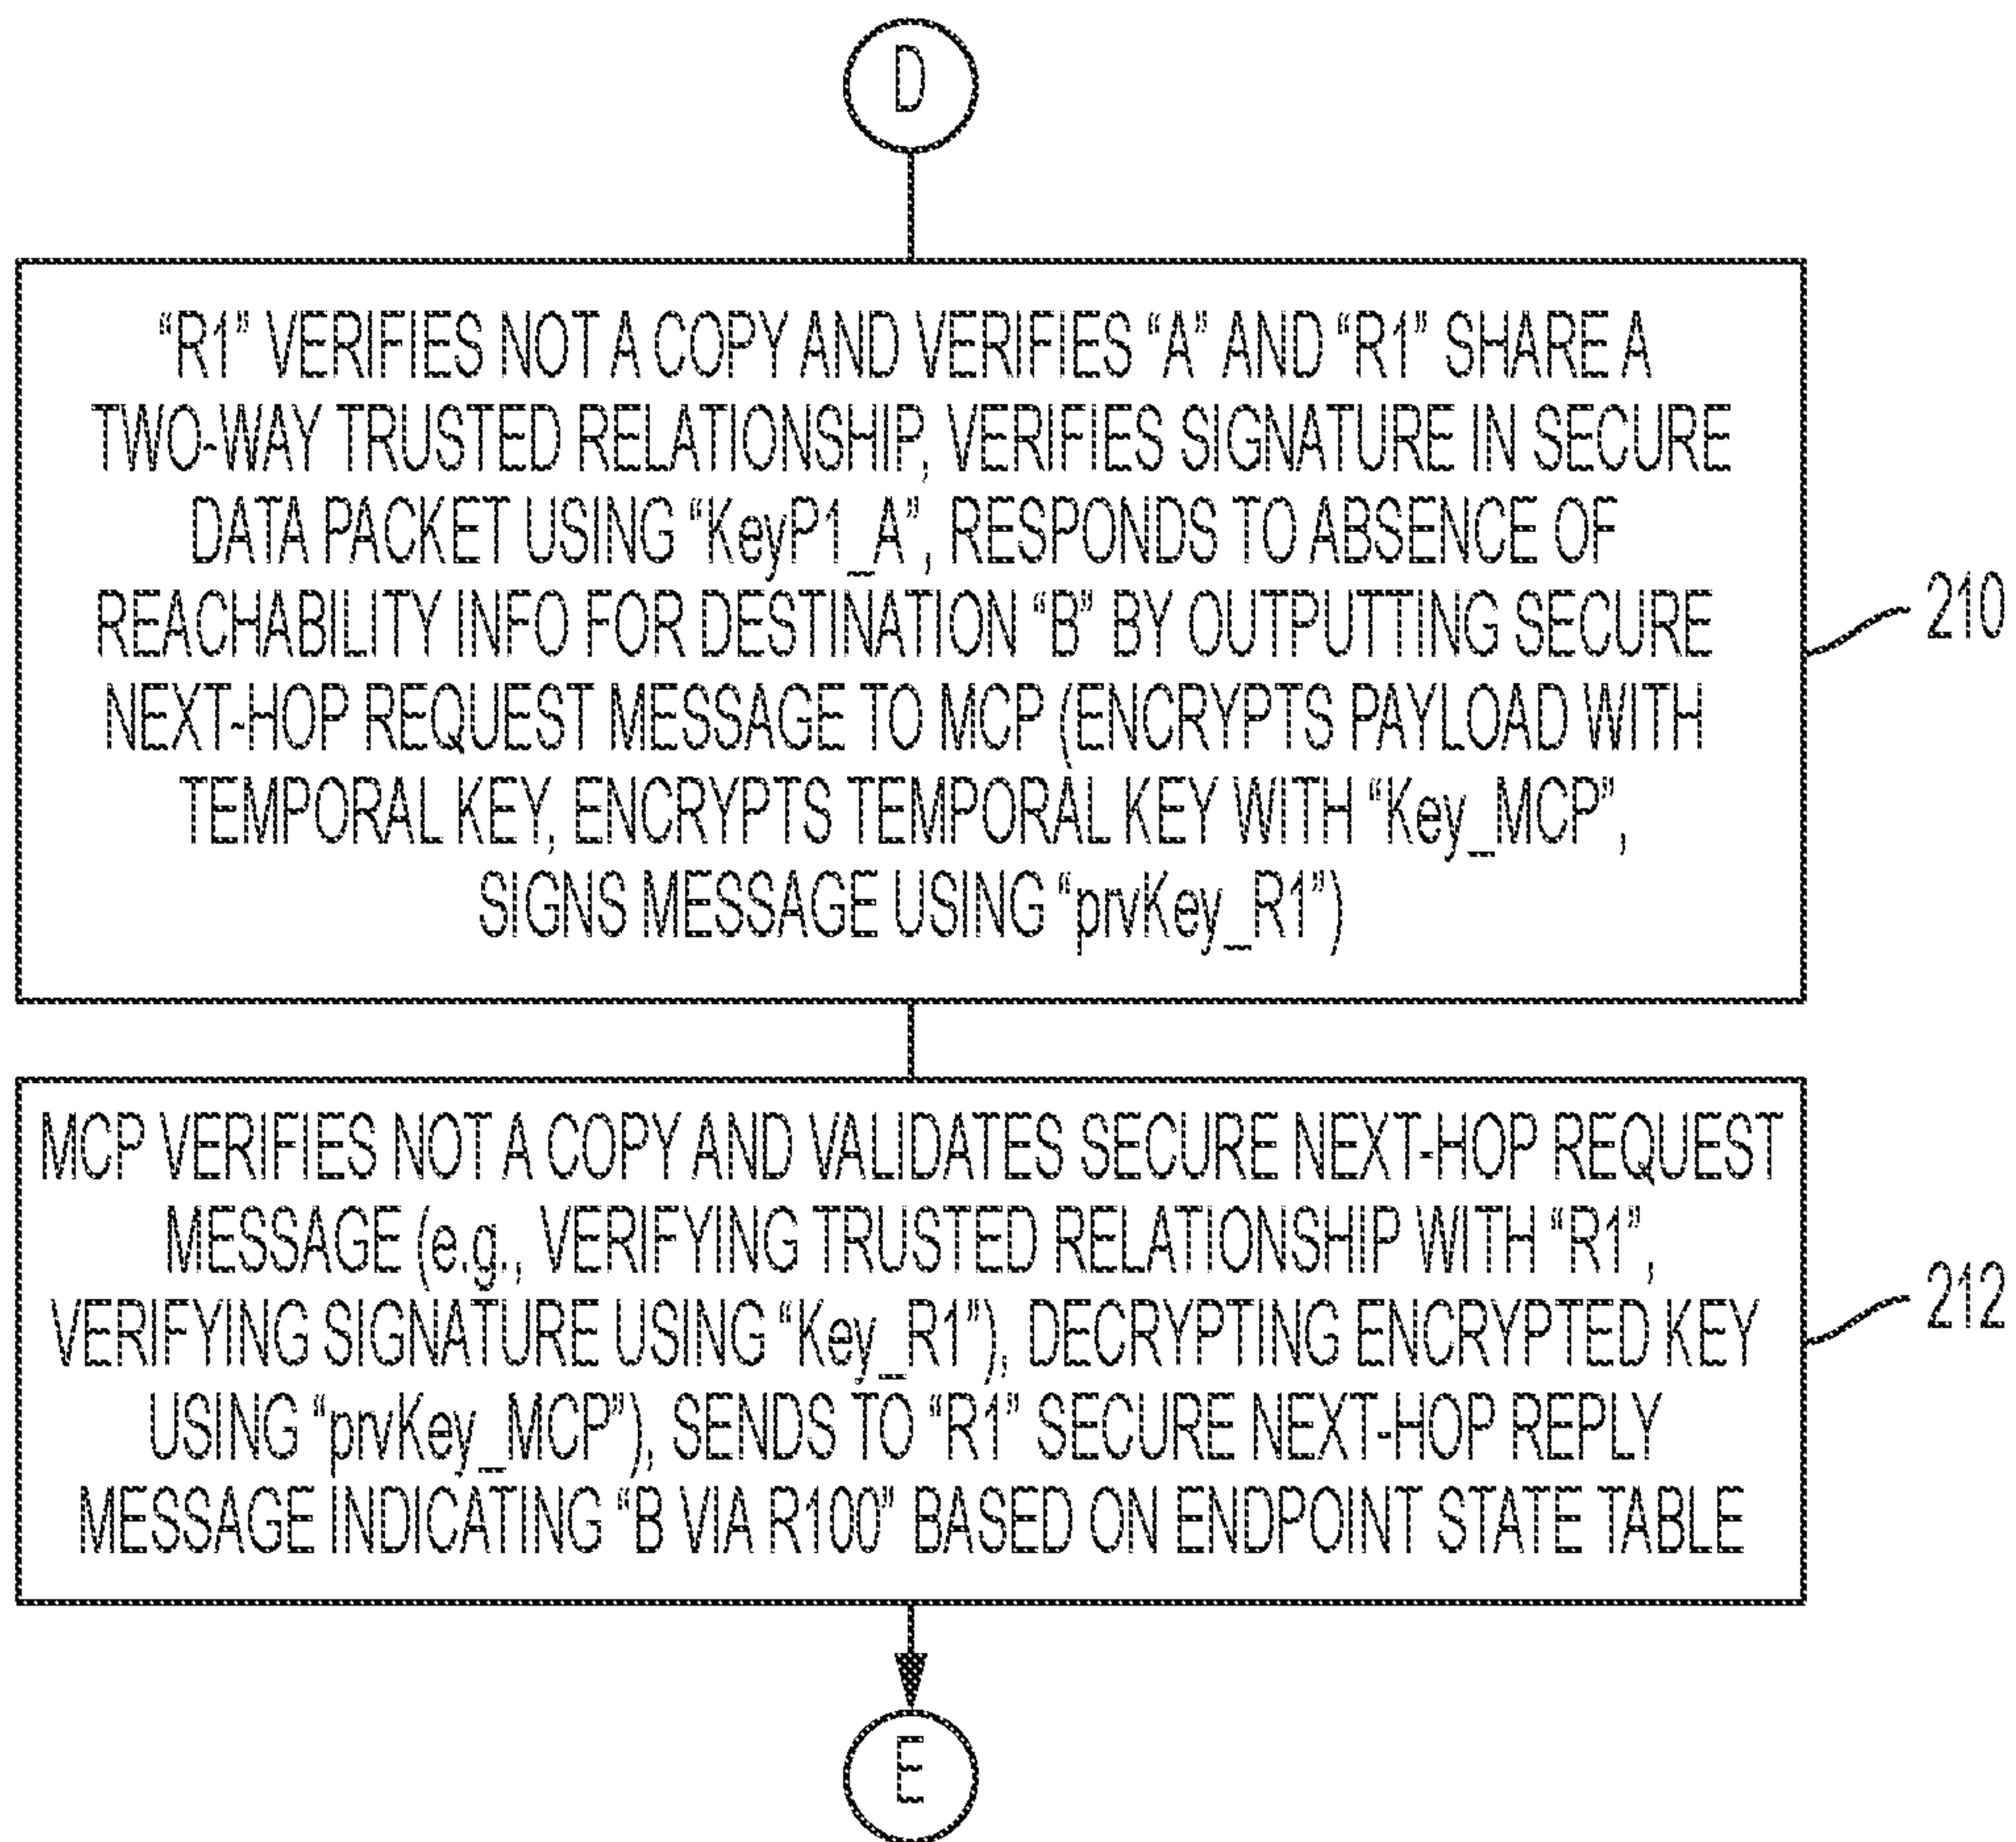 D
“R1” VERIFIES NOT A COPY AND VERIFIES “A” AND “R1” SHARE A
TWO-WAY TRUSTED RELATIONSHIP, VERIFIES SIGNATURE IN SECURE
DATA PACKET USING “KeyP1_A”, RESPONDS TO ABSENCE OF
REACHABILITY INFO FOR DESTINATION “B” BY OUTPUTTING SECURE
NEXT-HOP REQUEST MESSAGE TO MCP (ENCRYPTS PAYLOAD WITH
TEMPORAL KEY, ENCRYPTS TEMPORAL KEY WITH “Key_MCP”,
SIGNS MESSAGE USING “prvKey_R1”)
210
MCP VERIFIES NOT A COPY AND VALIDATES SECURE NEXT-HOP REQUEST
MESSAGE (e.g., VERIFYING TRUSTED RELATIONSHIP WITH “R1”,
VERIFYING SIGNATURE USING “Key_R1”), DECRYPTING ENCRYPTED KEY
USING “prvKey_MCP”), SENDS TO “R1” SECURE NEXT-HOP REPLY
MESSAGE INDICATING “B VIA R100” BASED ON ENDPOINT STATE TABLE
212
E